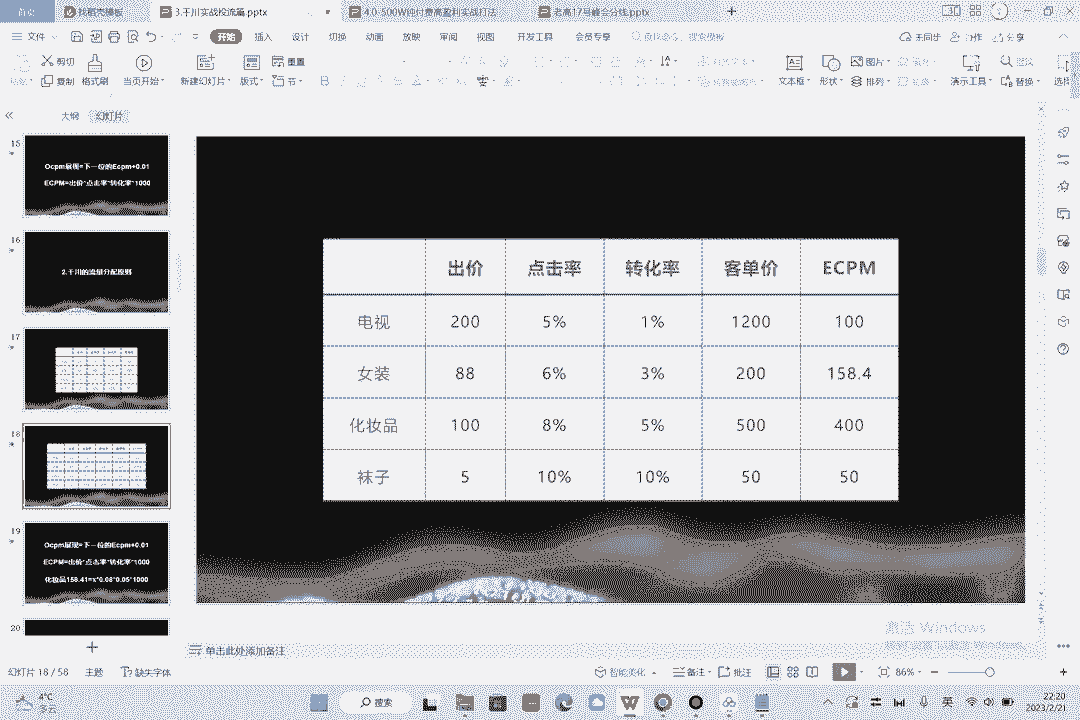 首页
找稻壳模板
3.千川实战投流篇.pptx
4.0-500W纯付费高盈利实战打法
老高17号峰会分线.pptx
文件
开始
插入
设计
切换
动画
放映
审阅
视图
开发工具
会员专享
查找命令、搜索模板
未同步
协作
分享
剪切
复制
格式刷
当页开始
新建幻灯片
版式
重置
节
文本框
形状
图片
排列
演示工具
查找
替换
大纲
幻灯片
15
Ocpm展现=下一位的Ecpm+0.01
ECPM=出价*点击率*转化率*1000
16
2.千川的流量分配原则
17
18
19
Ocpm展现=下一位的Ecpm+0.01
ECPM=出价*点击率*转化率*1000
化妆品158.41=x*0.08*0.05*1000
20
出价 点击率 转化率 客单价 ECPM
电视 200 5% 1% 1200 100
女装 88 6% 3% 200 158.4
化妆品 100 8% 5% 500 400
袜子 5 10% 10% 50 50
激活 Windows
单击此处添加备注
幻灯片 18 / 58
主题
缺失字体
智能美化
备注
批注
86%
4°C
多云
搜索
英
22:20
2023/2/21